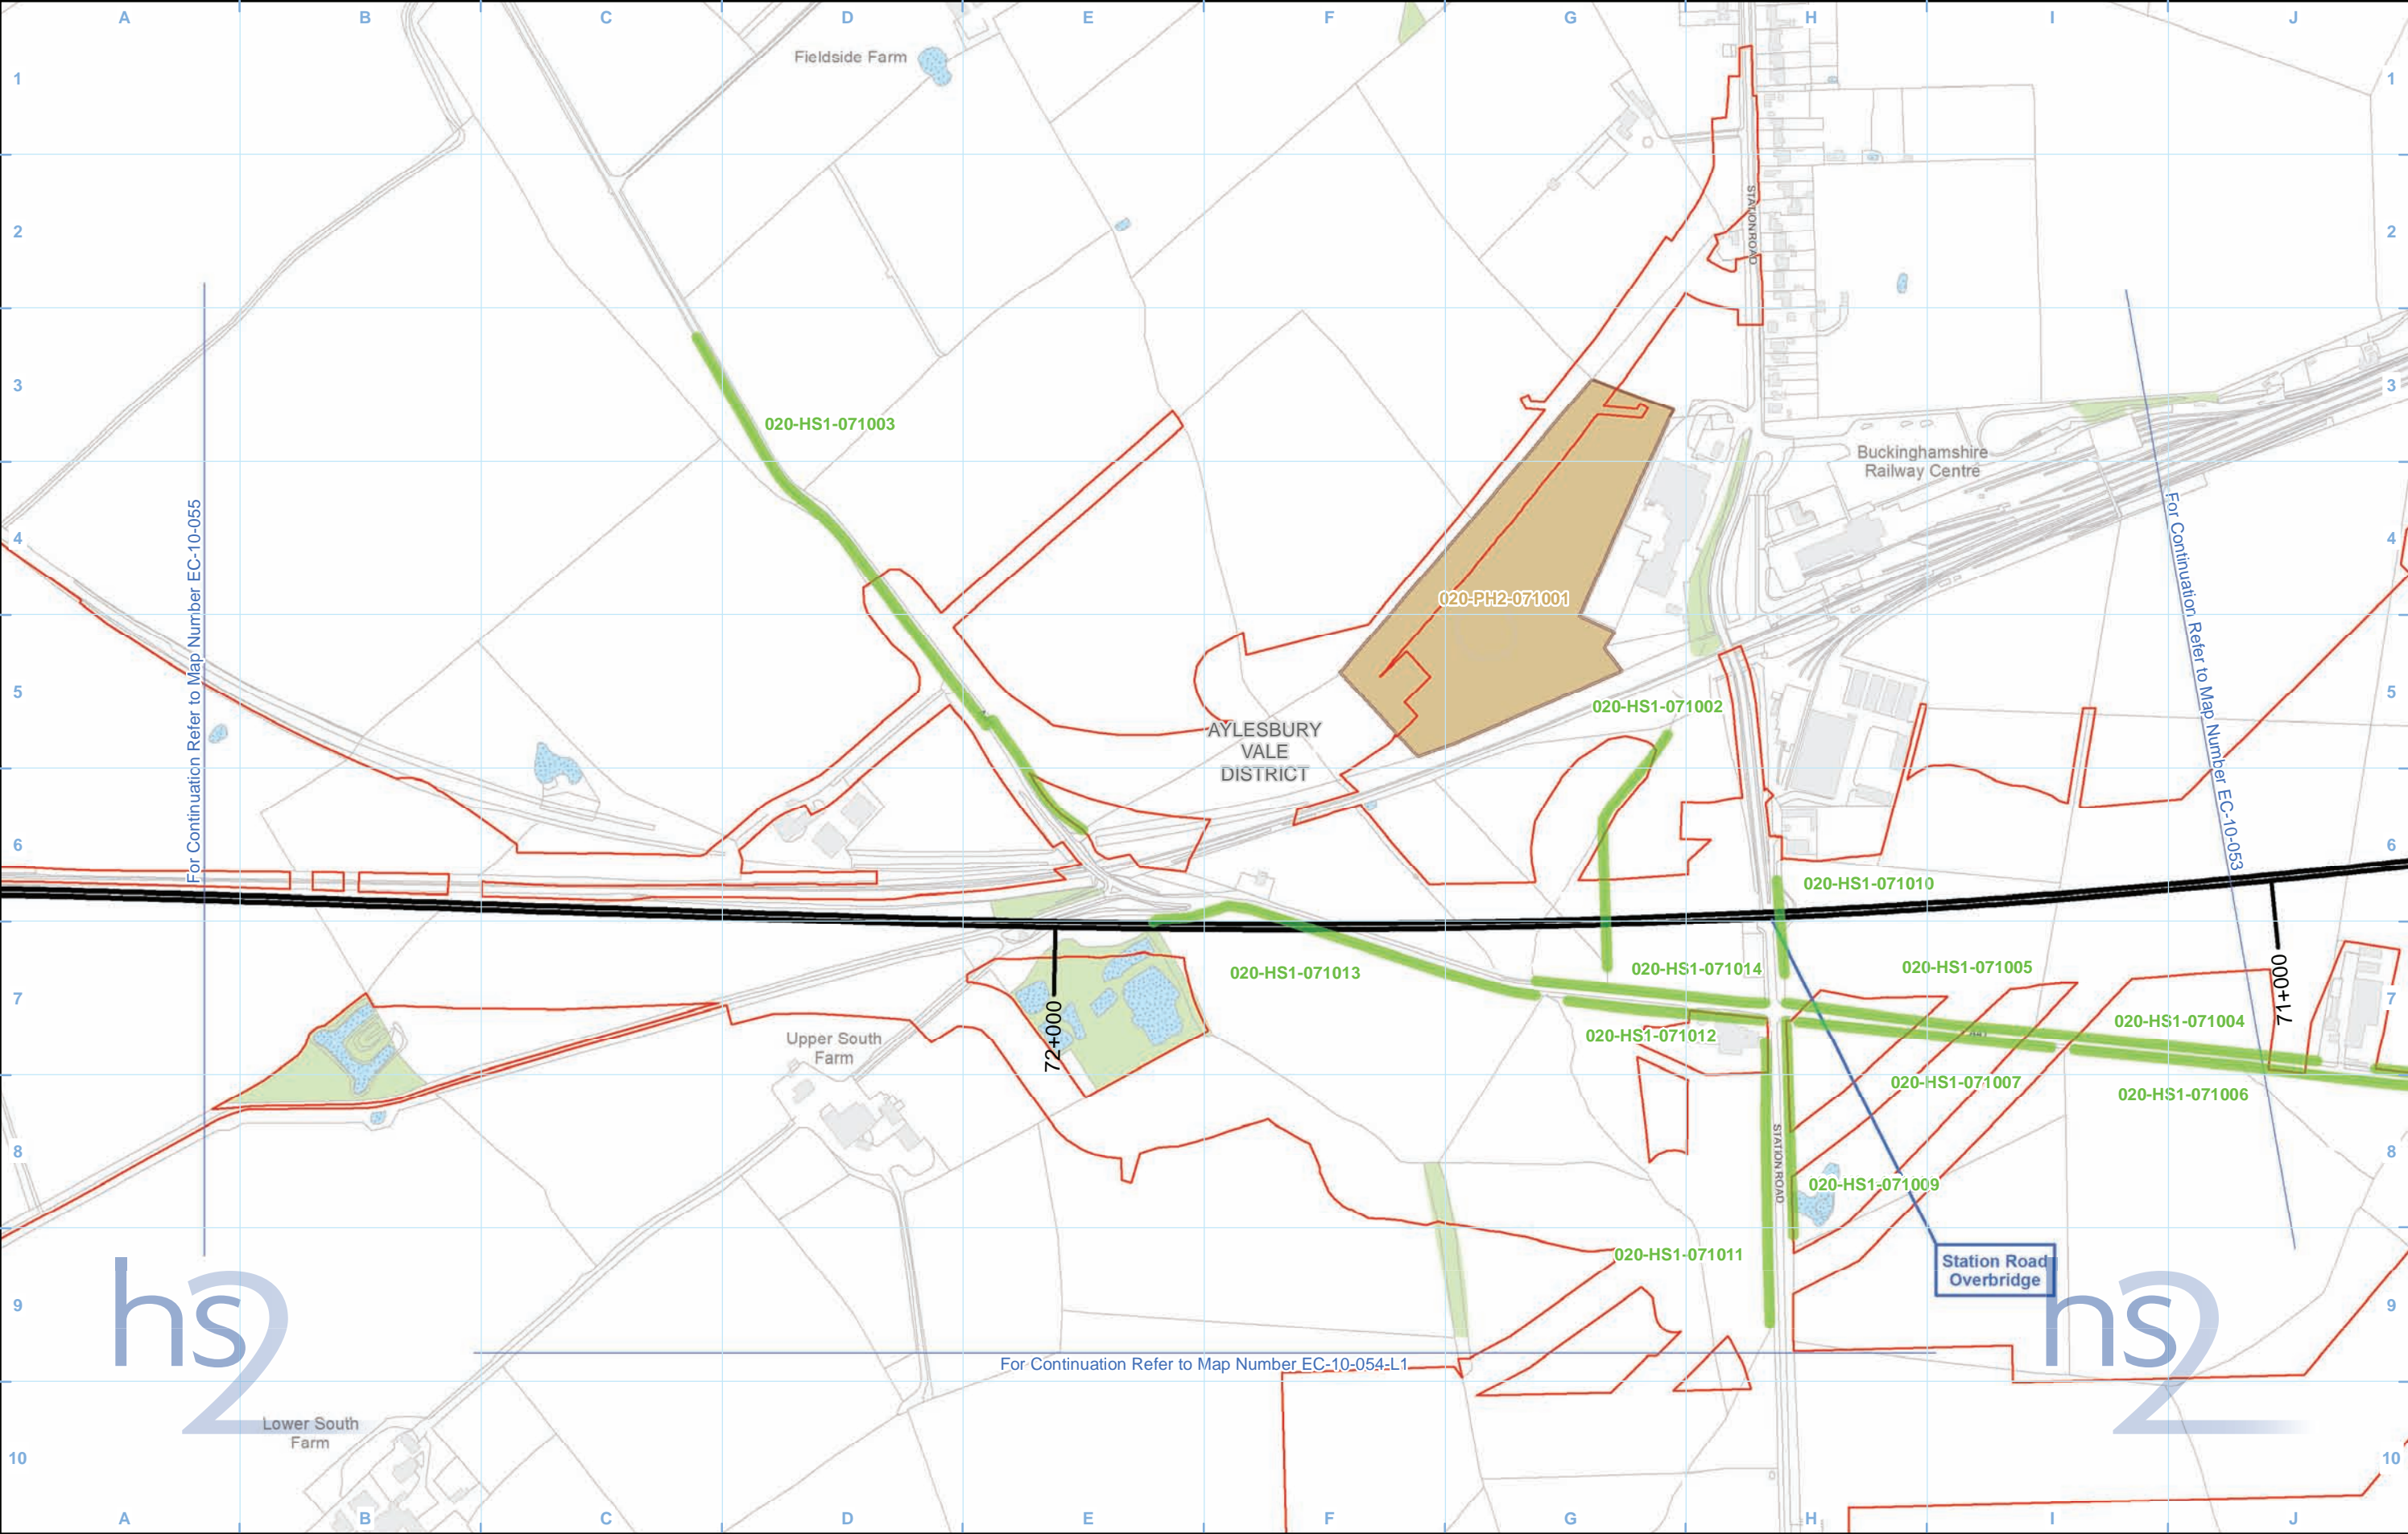 A B C D E F G H I J
Fieldside Farm
1 1
STATION ROAD
2 2
3 3
020-HS1-071003
Buckinghamshire
Railway Centre
For Continuation Refer to Map Number EC-10-055
For Continuation Refer to Map Number EC-10-053
4 4
020-PH2-071001
5 5
020-HS1-071002
AYLESBURY
VALE
DISTRICT
6 6
020-HS1-071010
020-HS1-071013
020-HS1-071014
020-HS1-071005
7 7
72+000
71+000
020-HS1-071004
020-HS1-071012
Upper South
Farm
020-HS1-071007
020-HS1-071006
8 8
STATION ROAD
020-HS1-071009
020-HS1-071011
Station Road
Overbridge
hs2
hs2
9 9
For Continuation Refer to Map Number EC-10-054-L1
Lower South
Farm
10 10
A B C D E F G H I J